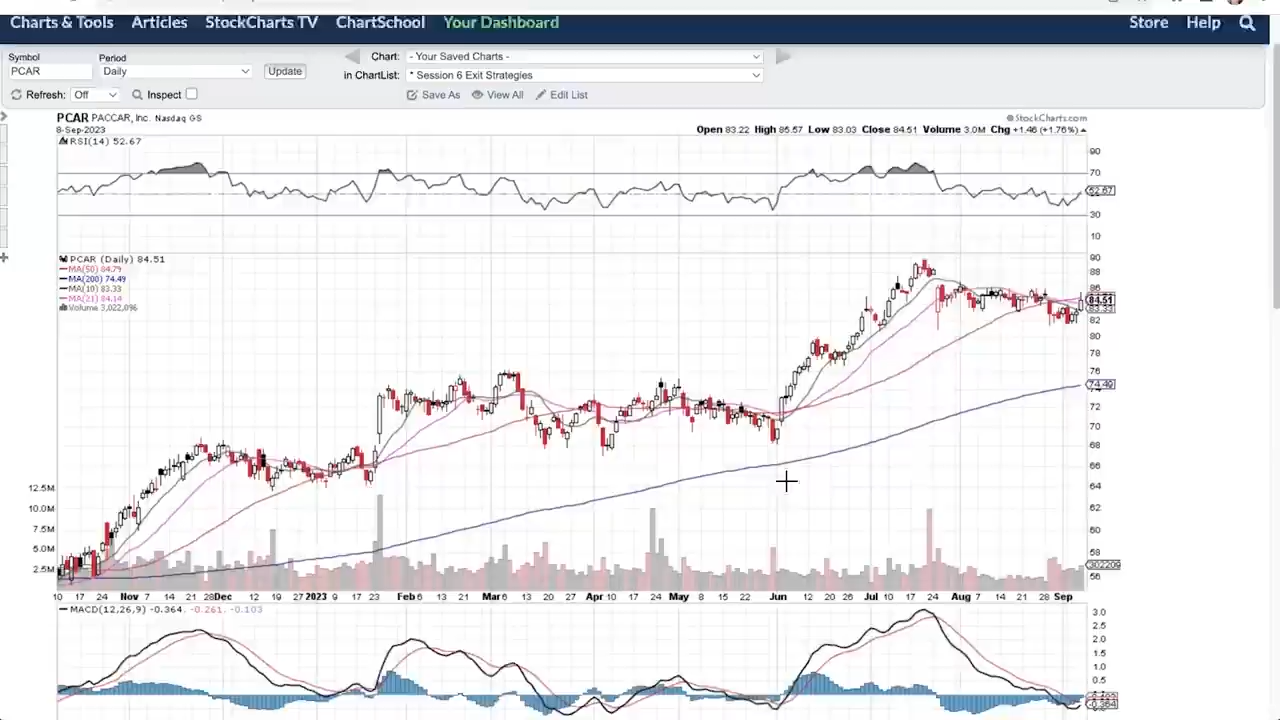 Charts & Tools Articles StockCharts TV ChartSchool Your Dashboard Store Help
Symbol Period Chart: - Your Saved Charts -
PCAR Daily Update in ChartList: * Session 6 Exit Strategies
Refresh: Off Inspect Save As View All Edit List
PCAR PACCAR, Inc. Nasdaq GS © StockCharts.com
8-Sep-2023 Open 83.22 High 85.57 Low 83.03 Close 84.51 Volume 3.0M Chg +1.46 (+1.76%)
RSI(14) 52.67
90
70
52.67
30
10
PCAR (Daily) 84.51
MA(50) 84.79
MA(200) 74.49
MA(10) 83.33
MA(21) 84.14
Volume 3,022,096
90
88
86
84.51
83.33
82
80
78
76
74.49
72
70
68
66
64
62
60
58
56
12.5M
10.0M
7.5M
5.0M
2.5M
10 17 24 Nov 7 14 21 28 Dec 12 19 27 2023 9 17 23 Feb 6 13 21 Mar 6 13 20 27 Apr 10 17 24 May 8 15 22 Jun 12 20 26 Jul 10 17 24 Aug 7 14 21 28 Sep
MACD(12,26,9) -0.364, -0.261, -0.103
3.0
2.5
2.0
1.5
1.0
-0.364